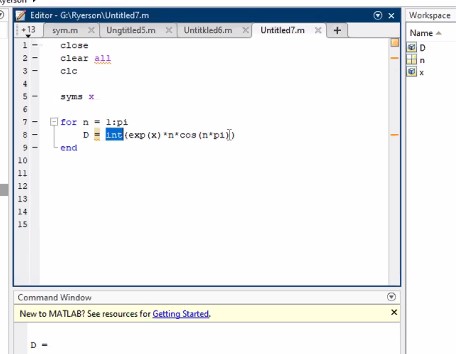 Editor - G:\Ryerson\Untitled7.m
+13 sym.m Ungtitled5.m Untitkled6.m Untitled7.m +
1 close
2 clear all
3 clc
4
5 syms x
6
7 for n = 1:pi
8 D = int(exp(x)*n*cos(n*pi))
9 end
10
11
12
13
14
15
Command Window
New to MATLAB? See resources for Getting Started.
D =
Workspace
Name
D
n
x